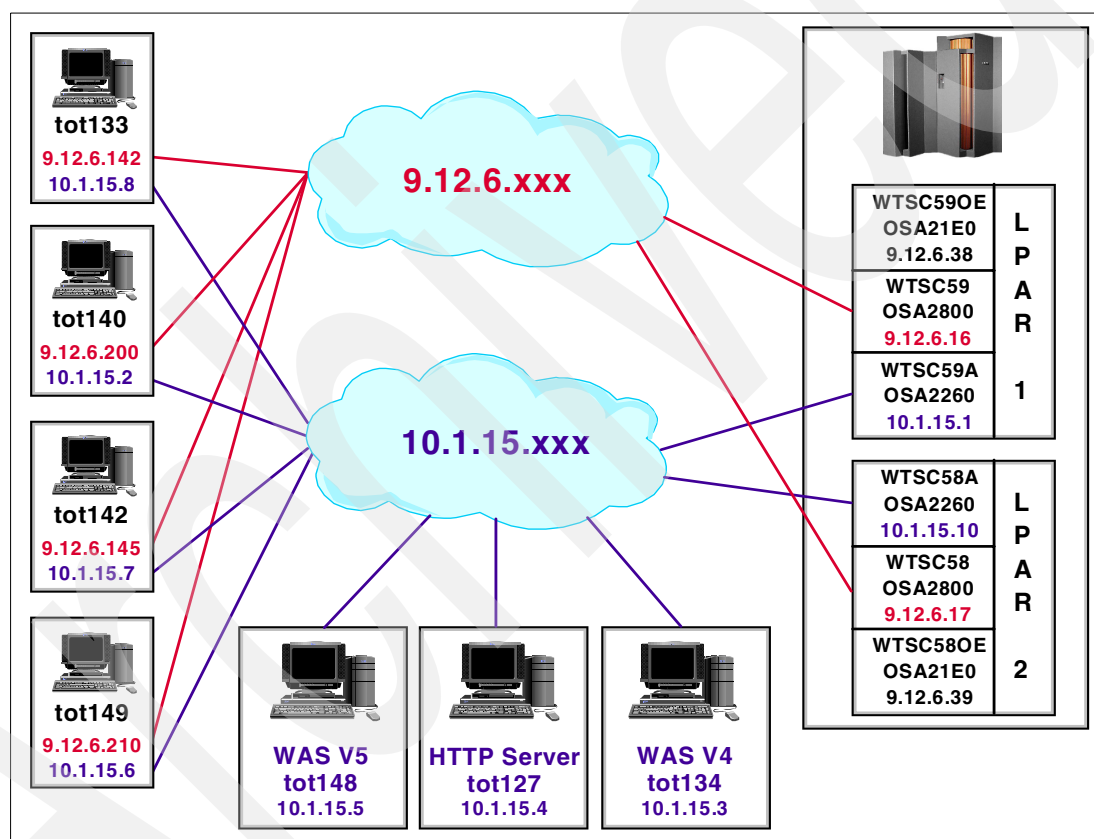 tot133
9.12.6.142
10.1.15.8
tot140
9.12.6.200
10.1.15.2
tot142
9.12.6.145
10.1.15.7
tot149
9.12.6.210
10.1.15.6
9.12.6.xxx
10.1.15.xxx
WAS V5
tot148
10.1.15.5
HTTP Server
tot127
10.1.15.4
WAS V4
tot134
10.1.15.3
WTSC59OE
OSA21E0
9.12.6.38
WTSC59
OSA2800
9.12.6.16
WTSC59A
OSA2260
10.1.15.1
LPAR
1
WTSC58A
OSA2260
10.1.15.10
WTSC58
OSA2800
9.12.6.17
WTSC58OE
OSA21E0
9.12.6.39
LPAR
2